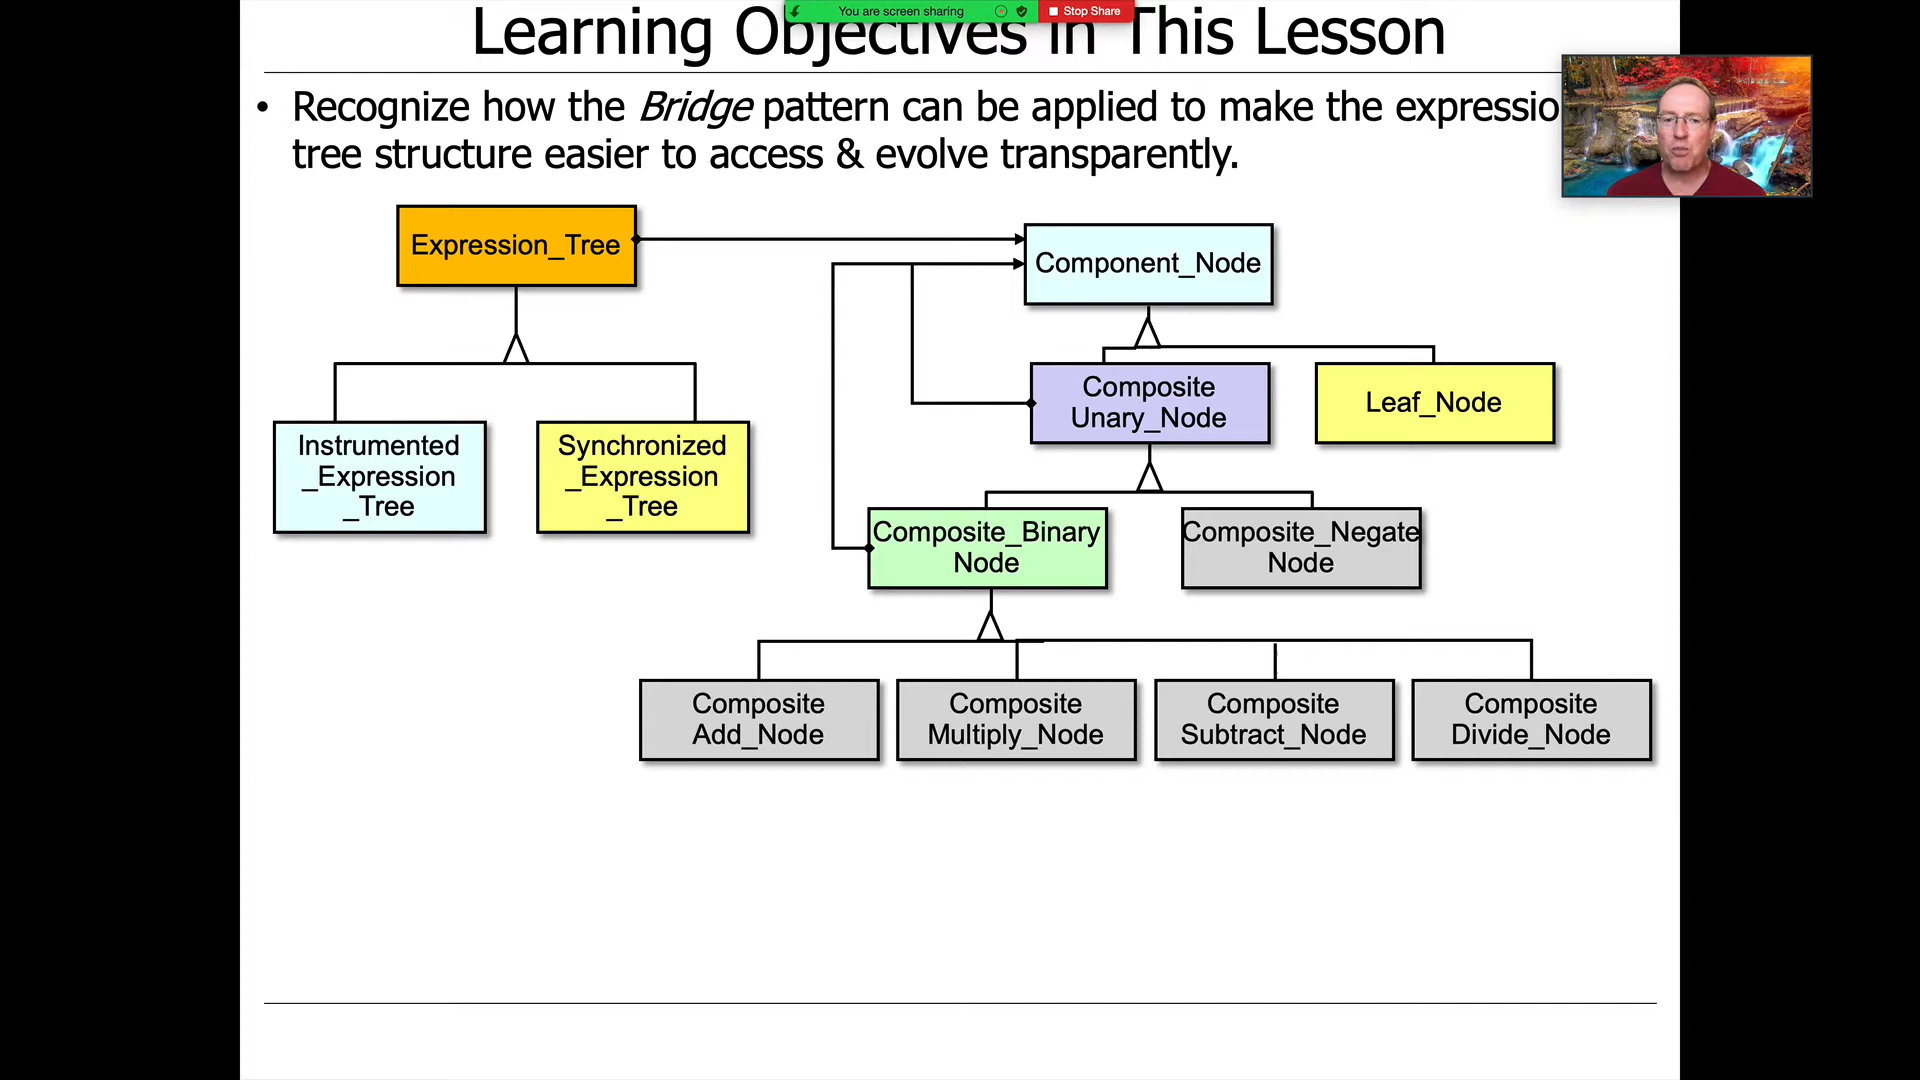 You are screen sharing
Stop Share
Learning Objectives in This Lesson
• Recognize how the Bridge pattern can be applied to make the expressio
tree structure easier to access & evolve transparently.
Expression_Tree
Component_Node
Instrumented
_Expression
_Tree
Synchronized
_Expression
_Tree
Composite
Unary_Node
Leaf_Node
Composite_Binary
Node
Composite_Negate
Node
Composite
Add_Node
Composite
Multiply_Node
Composite
Subtract_Node
Composite
Divide_Node